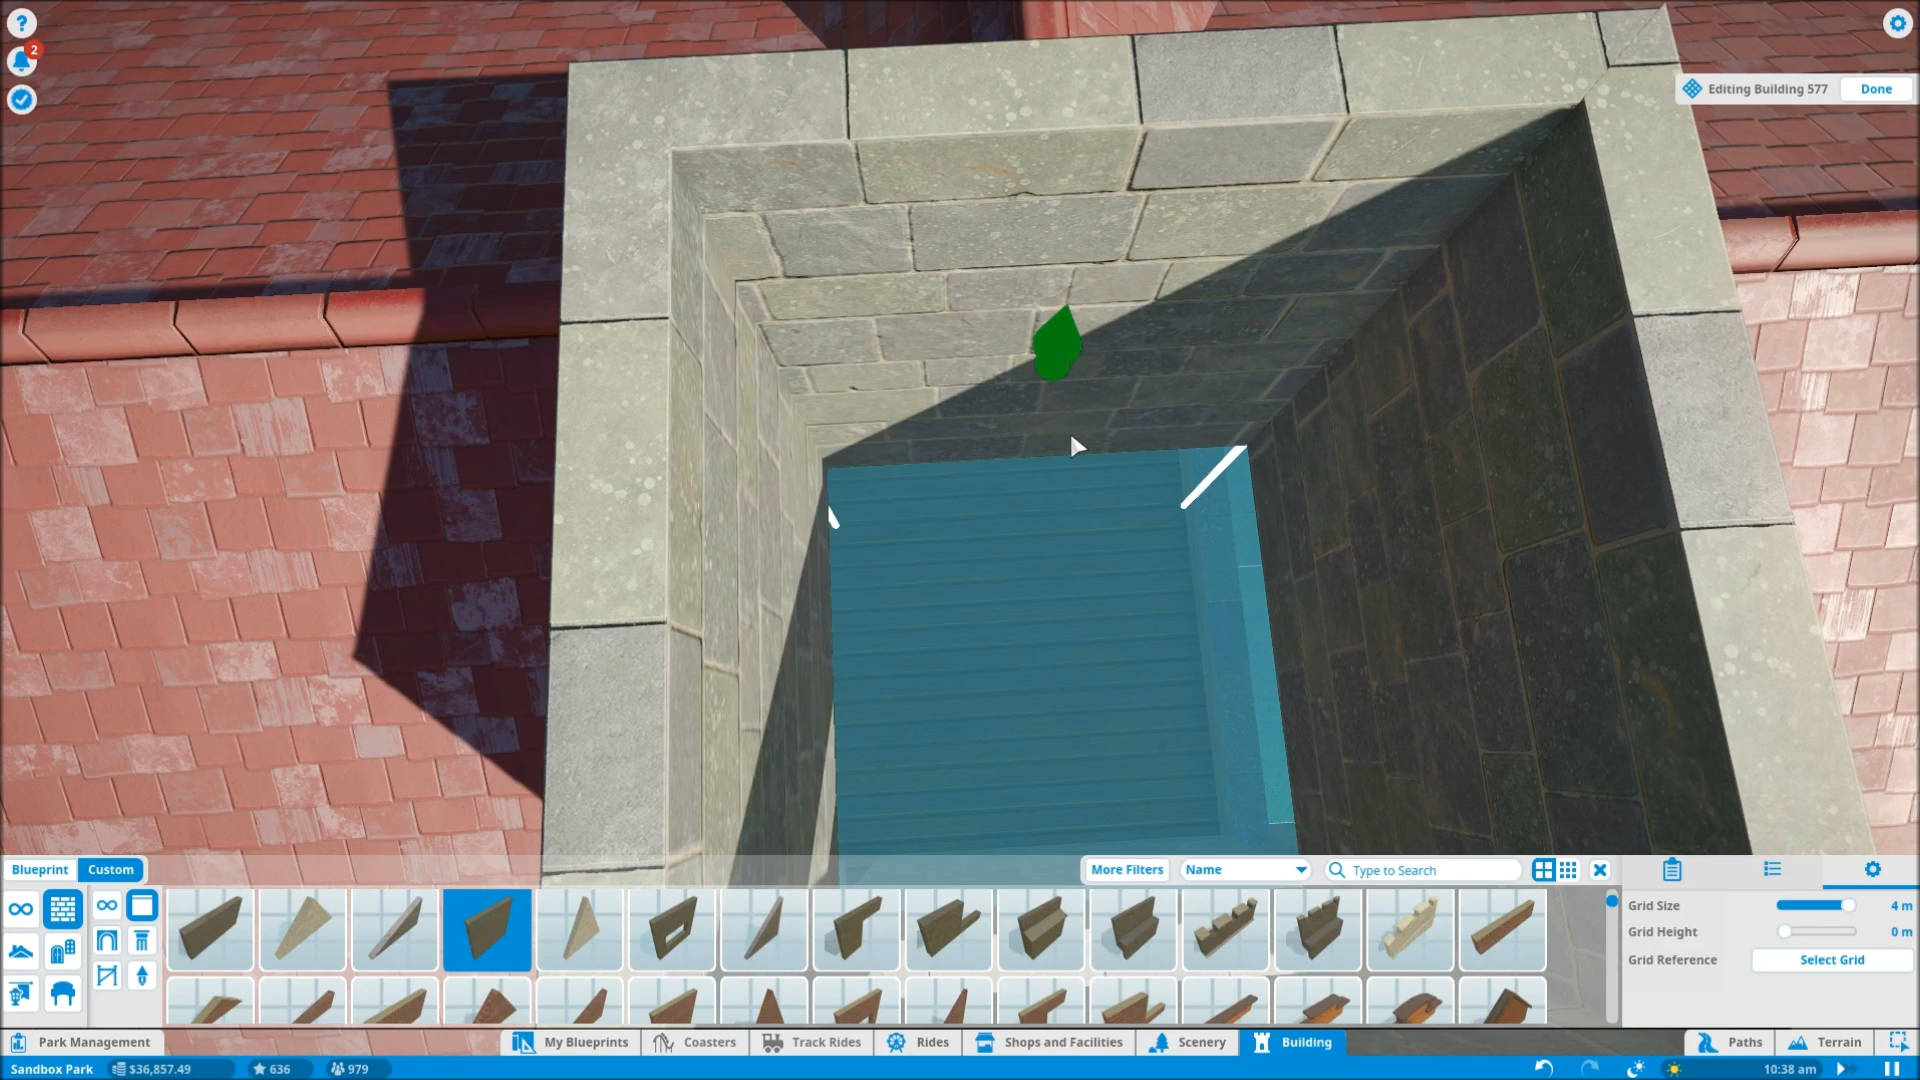 ?
2
Editing Building 577
Done
Blueprint
Custom
More Filters
Name
Type to Search
Grid Size
4 m
Grid Height
0 m
Grid Reference
Select Grid
Park Management
My Blueprints
Coasters
Track Rides
Rides
Shops and Facilities
Scenery
Building
Paths
Terrain
Sandbox Park
$36,857.49
636
979
10:38 am